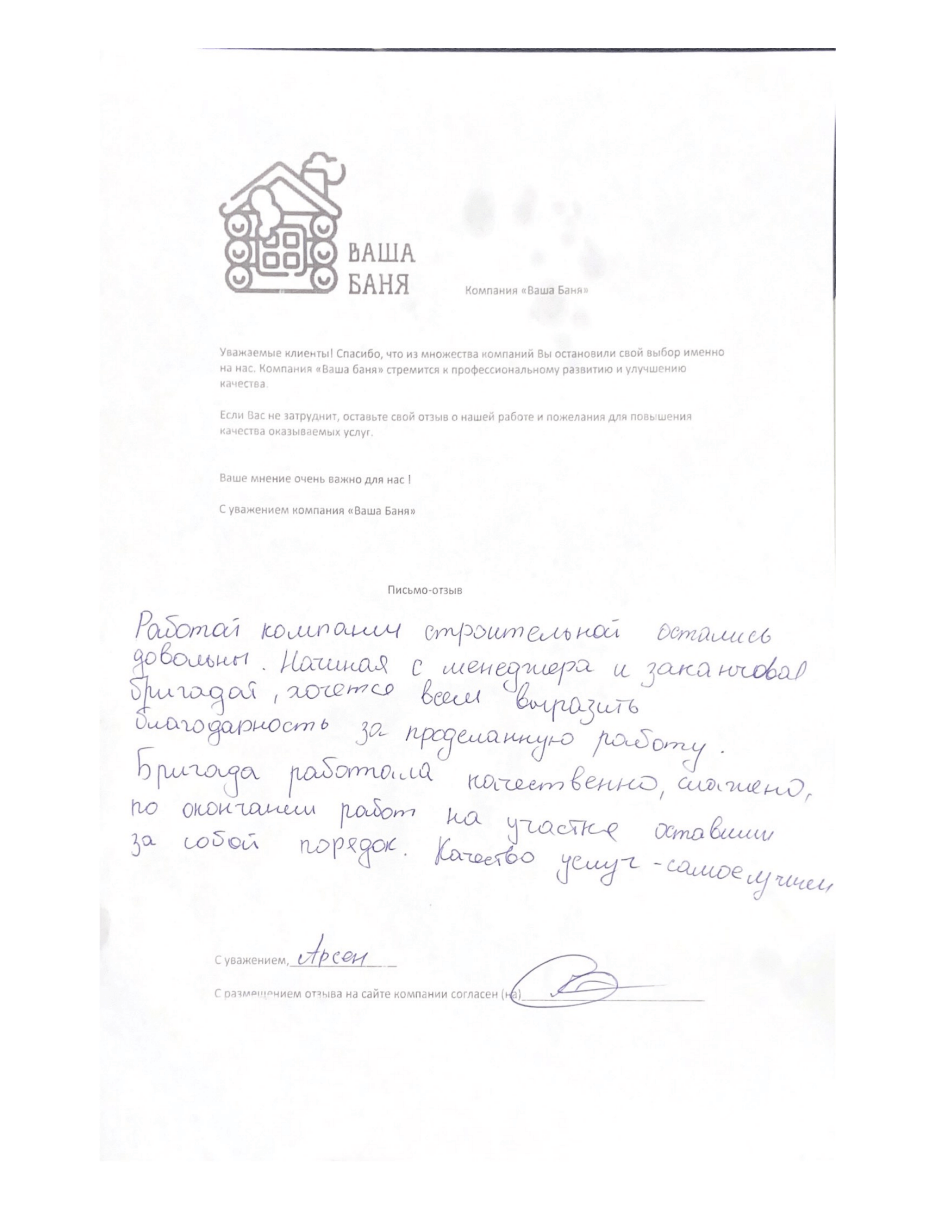 ВАША
БАНЯ
Компания «Ваша Баня»
Уважаемые клиенты! Спасибо, что из множества компаний Вы остановили свой выбор именно
на нас. Компания «Ваша баня» стремится к профессиональному развитию и улучшению
качества.
Если Вас не затруднит, оставьте свой отзыв о нашей работе и пожелания для повышения
качества оказываемых услуг.
Ваше мнение очень важно для нас !
С уважением компания «Ваша Баня»
Письмо-отзыв
Работой компании строительной остались
довольны. Начиная с менеджера и
бригадой, хочется всем выразить
благодарность за проделанную работу.
Бригада работала качественно, слажено,
по окончании работ на участке оставили
за собой порядок. Качество услуг - самое
С уважением, Арсен
С размещением отзыва на сайте компании согласен (на)